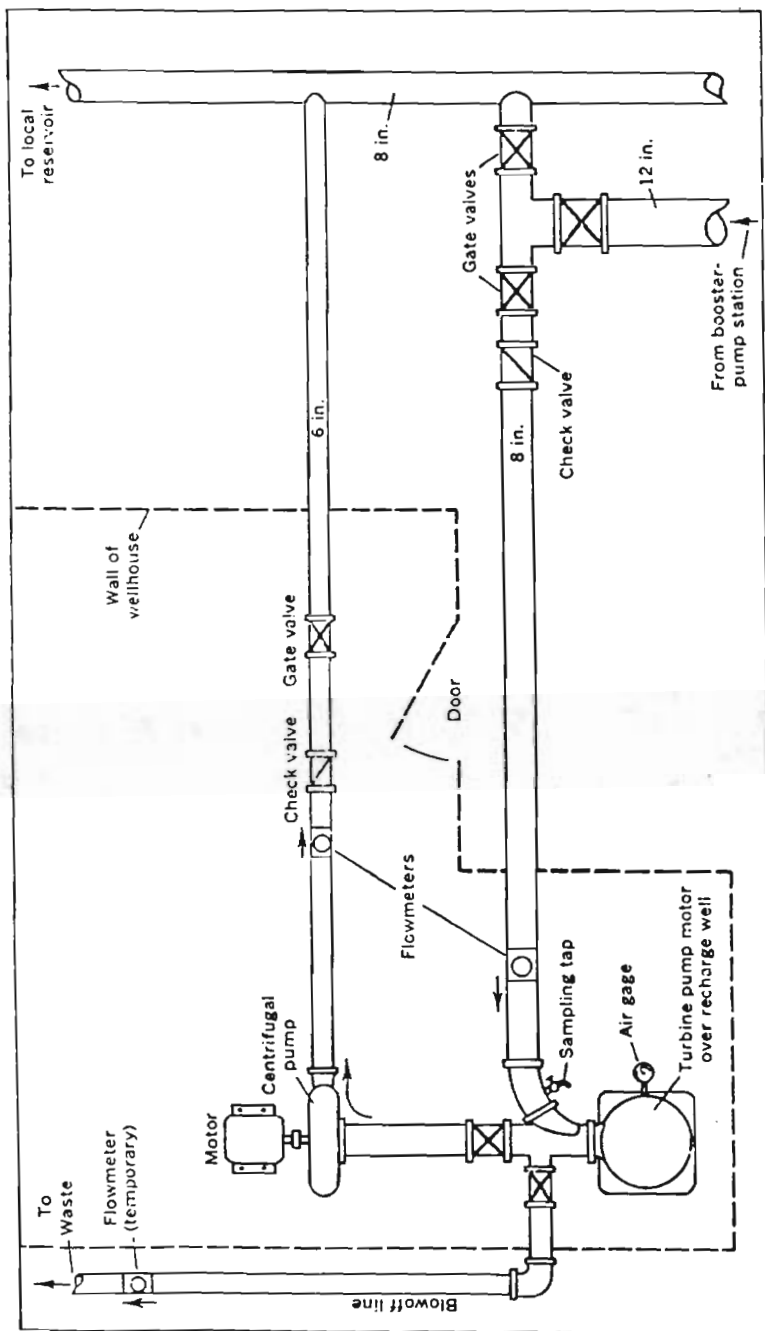 To
Waste
Flowmeter
(temporary)
Blowoff line
Motor
Centrifugal
pump
Check valve
Gate valve
Wall of
wellhouse
6 in.
To local
reservoir
8 in.
Flowmeters
Door
Sampling tap
Air gage
Turbine pump motor
over recharge well
8 in.
Check valve
Gate valves
12 in.
From booster-
pump station